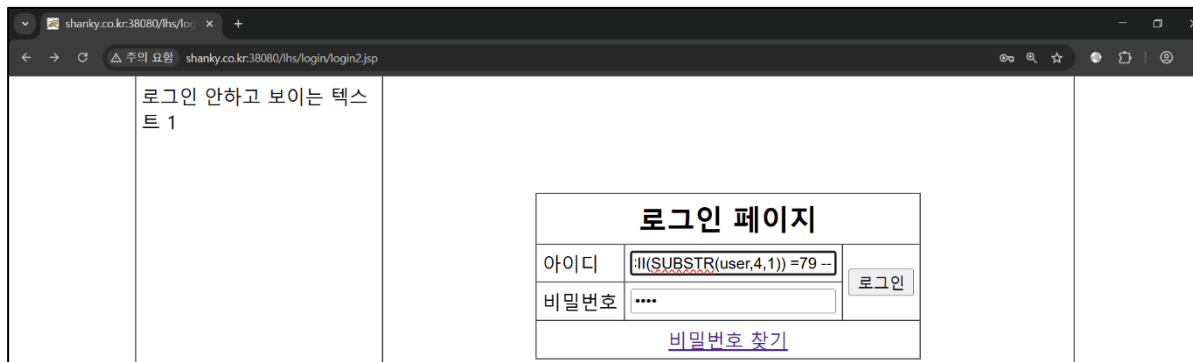 shanky.co.kr:38080/lhs/log
주의 요함 shanky.co.kr:38080/lhs/login/login2.jsp
로그인 안하고 보이는 텍스
트 1
로그인 페이지
아이디 II(SUBSTR(user,4,1)) =79 --
로그인
비밀번호 ••••
비밀번호 찾기